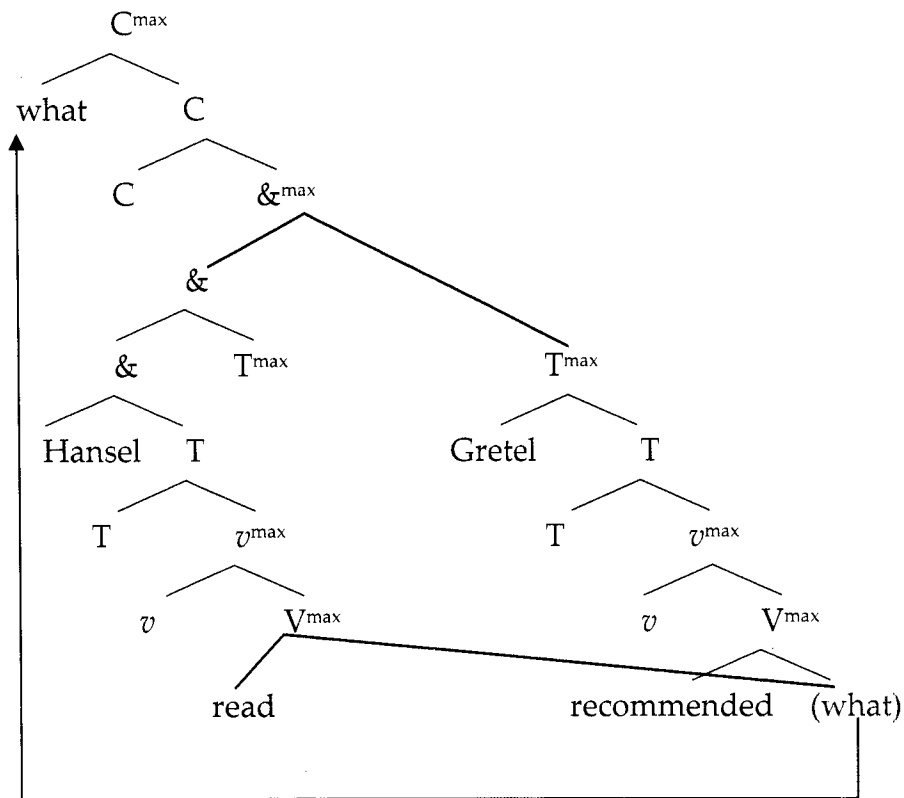 Cmax
what C
C &max
&
& Tmax Tmax
Hansel T Gretel T
T vmax T vmax
v Vmax v Vmax
read recommended (what)